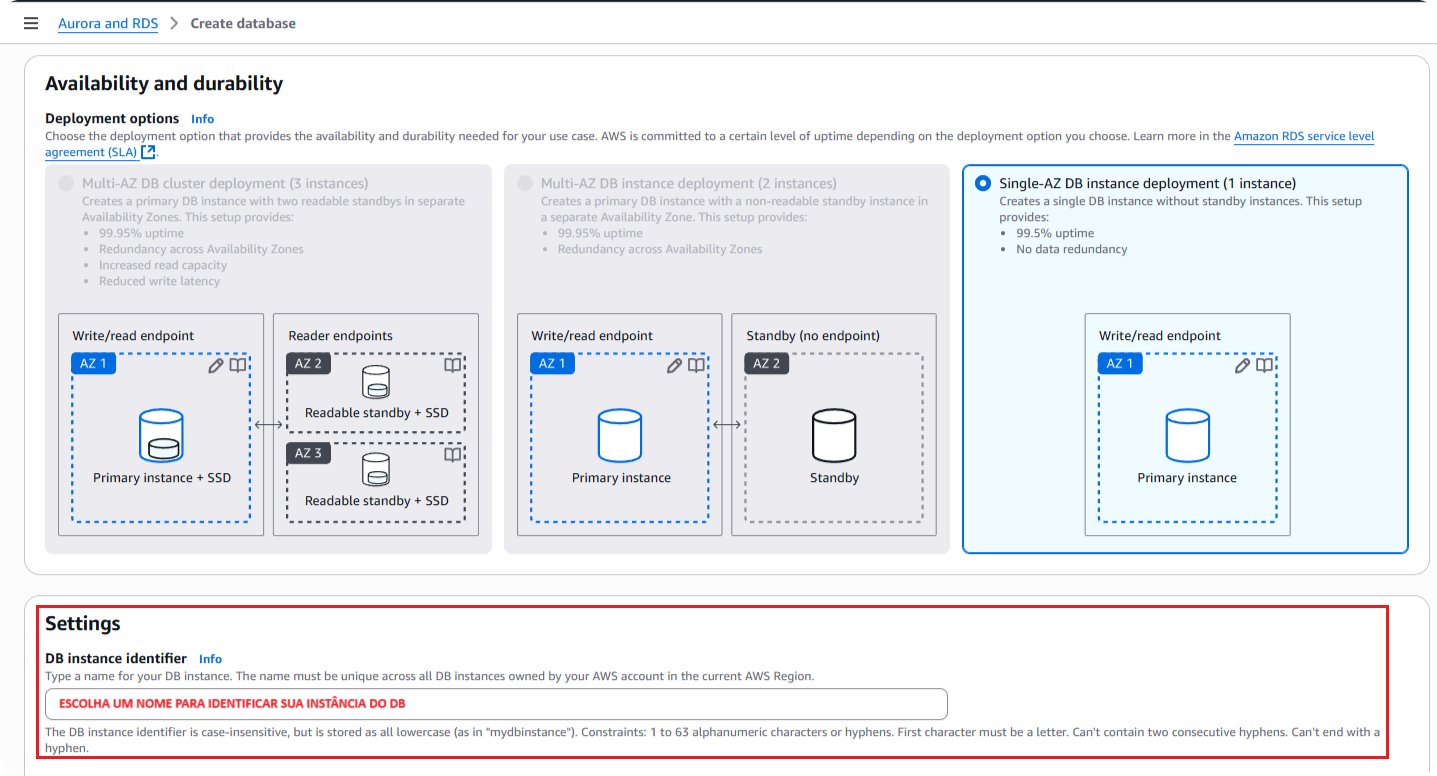 Aurora and RDS > Create database
Availability and durability
Deployment options Info
Choose the deployment option that provides the availability and durability needed for your use case. AWS is committed to a certain level of uptime depending on the deployment option you choose. Learn more in the Amazon RDS service level
agreement (SLA).
Multi-AZ DB cluster deployment (3 instances)
Creates a primary DB instance with two readable standbys in separate
Availability Zones. This setup provides:
• 99.95% uptime
• Redundancy across Availability Zones
• Increased read capacity
• Reduced write latency
Write/read endpoint
AZ 1
Primary instance + SSD
Reader endpoints
AZ 2
Readable standby + SSD
AZ 3
Readable standby + SSD
Multi-AZ DB instance deployment (2 instances)
Creates a primary DB instance with a non-readable standby instance in
a separate Availability Zone. This setup provides:
• 99.95% uptime
• Redundancy across Availability Zones
Write/read endpoint
AZ 1
Primary instance
Standby (no endpoint)
AZ 2
Standby
Single-AZ DB instance deployment (1 instance)
Creates a single DB instance without standby instances. This setup
provides:
• 99.5% uptime
• No data redundancy
Write/read endpoint
AZ 1
Primary instance
Settings
DB instance identifier Info
Type a name for your DB instance. The name must be unique across all DB instances owned by your AWS account in the current AWS Region.
ESCOLHA UM NOME PARA IDENTIFICAR SUA INSTÂNCIA DO DB
The DB instance identifier is case-insensitive, but is stored as all lowercase (as in "mydbinstance"). Constraints: 1 to 63 alphanumeric characters or hyphens. First character must be a letter. Can't contain two consecutive hyphens. Can't end with a
hyphen.